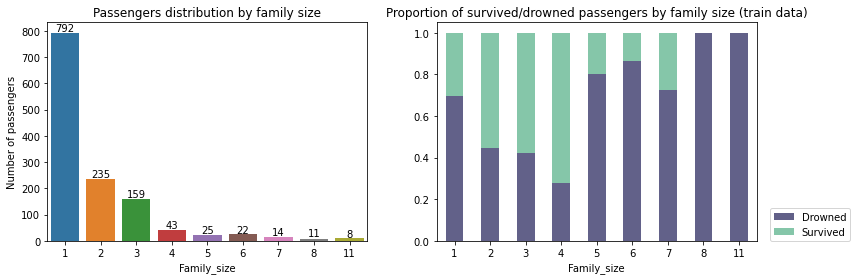 Passengers distribution by family_size
Number of passengers
800
700
600
500
400
300
200
100
0
792
235
159
43
25
22
14
11
8
1 2 3 4 5 6 7 8 11
Family_size
Proportion of survived/drowned passengers by family size (train data)
1.0
0.8
0.6
0.4
0.2
0.0
1 2 3 4 5 6 7 8 11
Family_size
Drowned
Survived